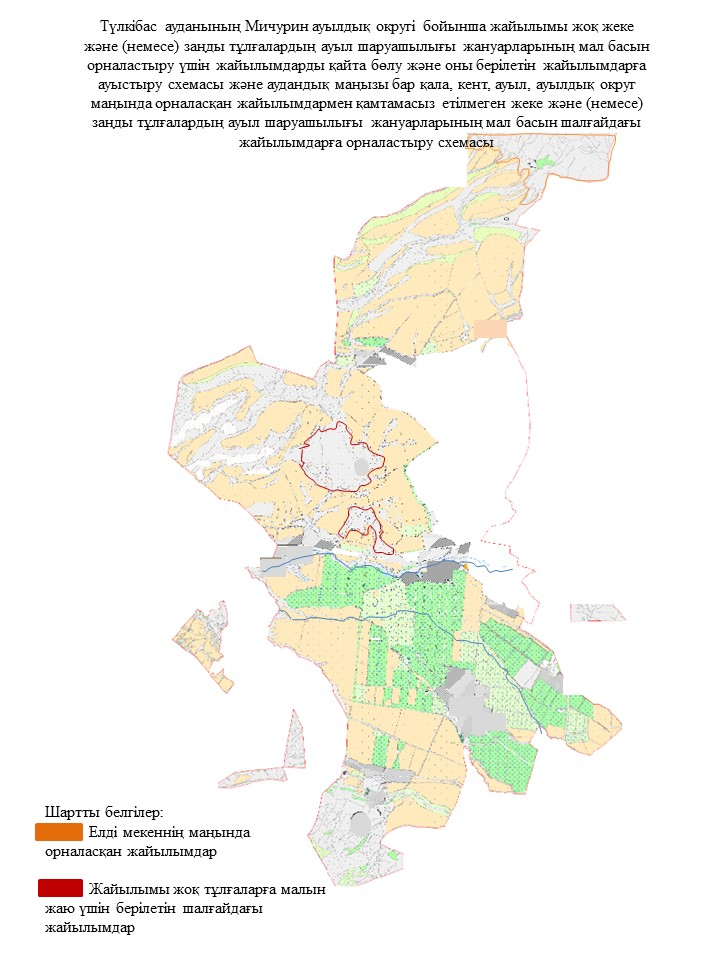 Түлкібас ауданының Мичурин ауылдық округі бойынша жайылымы жоқ жеке
және (немесе) заңды тұлғалардың ауыл шаруашылығы жануарларының мал басын
орналастыру үшін жайылымдарды қайта бөлу және оны берілетін жайылымдарға
ауыстыру схемасы және аудандық маңызы бар қала, кент, ауыл, ауылдық округ
маңында орналасқан жайылымдармен қамтамасыз етілмеген жеке және (немесе)
заңды тұлғалардың ауыл шаруашылығы жануарларының мал басын шалғайдағы
жайылымдарға орналастыру схемасы
Шартты белгілер:
Елді мекеннің маңында
орналасқан жайылымдар
Жайылымы жоқ тұлғаларға малын
жаю үшін берілетін шалғайдағы
жайылымдар